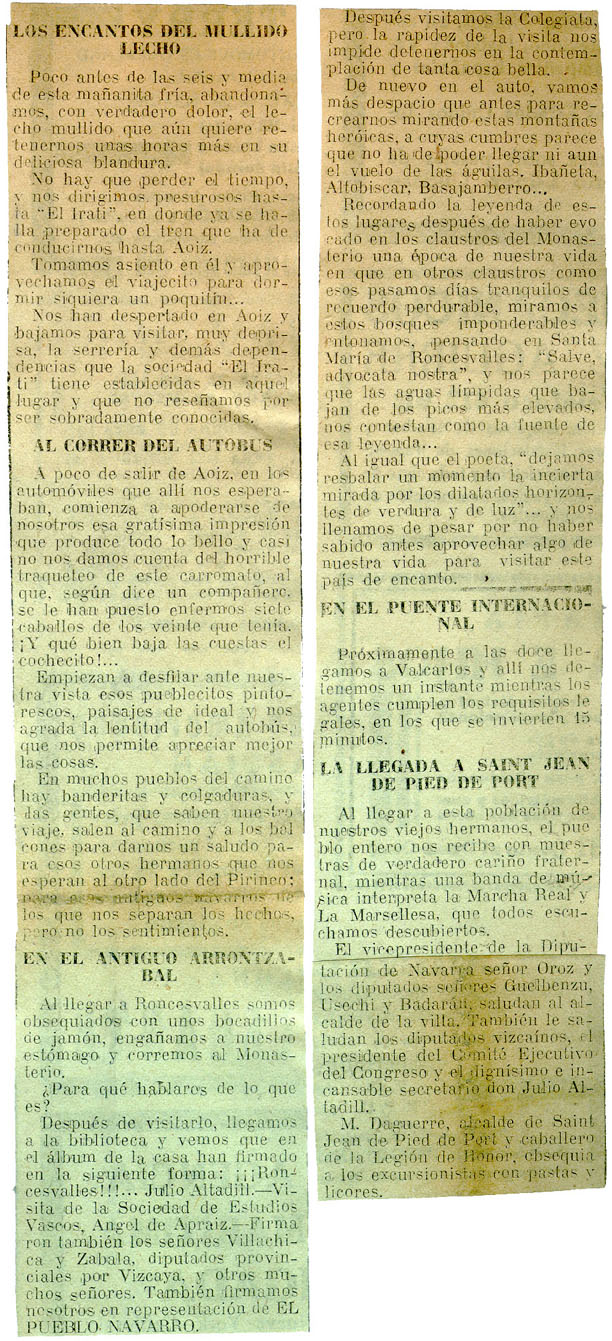 LOS ENCANTOS DEL MULLIDO
LECHO
Poco antes de las seis y media
de esta mañanita fría, abandona-
mos, con verdadero dolor, el le-
cho mullido que aún quiere re-
tenernos unas horas más en su
deliciosa blandura.
No hay que perder el tiempo,
y nos dirigimos presurosos has-
ta "El Irati", en donde ya se ha-
lla preparado el tren que ha de
conducirnos hasta Aoiz.
Tomamos asiento en él y apro-
vechamos el viajecito para dor-
mir siquiera un poquitín...
Nos han despertado en Aoiz y
bajamos para visitar, muy depri-
sa, la serrería y demás depen-
dencias que la sociedad "El Ira-
ti" tiene establecidas en aquel
lugar y que no reseñamos por
ser sobradamente conocidas.
AL CORRER DEL AUTOBUS
A poco de salir de Aoiz, en los
automóviles que allí nos espera-
ban, comienza a apoderarse de
nosotros esa gratísima impresión
que produce todo lo bello y casi
no nos damos cuenta del horrible
traqueteo de este carromato, al
que, según dice un compañero,
se le han puesto enfermos siete
caballos de los veinte que tenía.
¡Y qué bien baja las cuestas el
cochecito!...
Empiezan a desfilar ante nues-
tra vista esos pueblecitos pinto-
rescos, paisajes de ideal y nos
agrada la lentitud del autobús,
que nos permite apreciar mejor
las cosas.
En muchos pueblos del camino
hay banderitas y colgaduras, y
las gentes, que saben nuestro
viaje, salen al camino y a los bal
cones para darnos un saludo pa-
ra esos otros hermanos que nos
esperan al otro lado del Pirineo;
para esos antiguos navarros de
los que nos separan los hechos,
pero no los sentimientos.
EN EL ANTIGUO ARRONTZA-
BAL
Al llegar a Roncesvalles somos
obsequiados con unos bocadillos
de jamón, engañamos a nuestro
estómago y corremos al Monas-
terio.
¿Para qué hablaros de lo que
es?
Después de visitarlo, llegamos
a la biblioteca y vemos que en
el álbum de la casa han firmado
en la siguiente forma: ¡¡¡Ron-
cesvalles!!!... Julio Altadill.—Vi-
sita de la Sociedad de Estudios
Vascos, Angel de Apraiz.—Firma
ron también los señores Villachi-
ca y Zabala, diputados provin-
ciales por Vizcaya, y otros mu-
chos señores. También firmamos
nosotros en representación de EL
PUEBLO NAVARRO.
Después visitamos la Colegiata,
pero la rapidez de la visita nos
impide detenernos en la contem-
plación de tanta cosa bella. . .
De nuevo en el auto, vamos
más despacio que antes para re-
crearnos mirando estas montañas
heróicas, a cuyas cumbres parece
que no ha de poder llegar ni aun
el vuelo de las águilas. Ibañeta,
Altobiscar, Basajamberro...
Recordando la leyenda de es-
tos lugares después de haber evo
cado en los claustros del Monas-
terio una época de nuestra vida
en que en otros claustros como
esos pasamos días tranquilos de
recuerdo perdurable, miramos a
estos bosques imponderables y
entonamos, pensando en Santa
María de Roncesvalles: "Salve,
advocata nostra", y nos parece
que las aguas límpidas que ba-
jan de los picos más elevados,
nos contestan como la fuente de
esa leyenda...
Al igual que el poeta, "dejamos
resbalar un momento la incierta
mirada por los dilatados horizon-
tes de verdura y de luz"... y nos
llenamos de pesar por no haber
sabido antes aprovechar algo de
nuestra vida para visitar este
país de encanto.
EN EL PUENTE INTERNACIO-
NAL
Próximamente a las doce lle-
gamos a Valcarlos y allí nos de-
tenemos un instante mientras los
agentes cumplen los requisitos le
gales, en los que se invierten 15
minutos.
LA LLEGADA A SAINT JEAN
DE PIED DE PORT
Al llegar a esta población de
nuestros viejos hermanos, el pue
blo entero nos recibe con mues-
tras de verdadero cariño frater-
nal, mientras una banda de mú-
sica interpreta la Marcha Real y
La Marsellesa, que todos escu-
chamos descubiertos.
El vicepresidente de la Dipu-
tación de Navarra señor Oroz y
los diputados señores Guelbenzu,
Usechi y Badarán, saludan al al-
calde de la villa. También le sa-
ludan los diputados vizcaínos, el
presidente del Comité Ejecutivo
del Congreso y el dignísimo e in-
cansable secretario don Julio Al-
tadill.
M. Daguerre, alcalde de Saint
Jean de Pied de Port y caballero
de la Legión de Honor, obsequia
a los excursionistas con pastas y
licores.